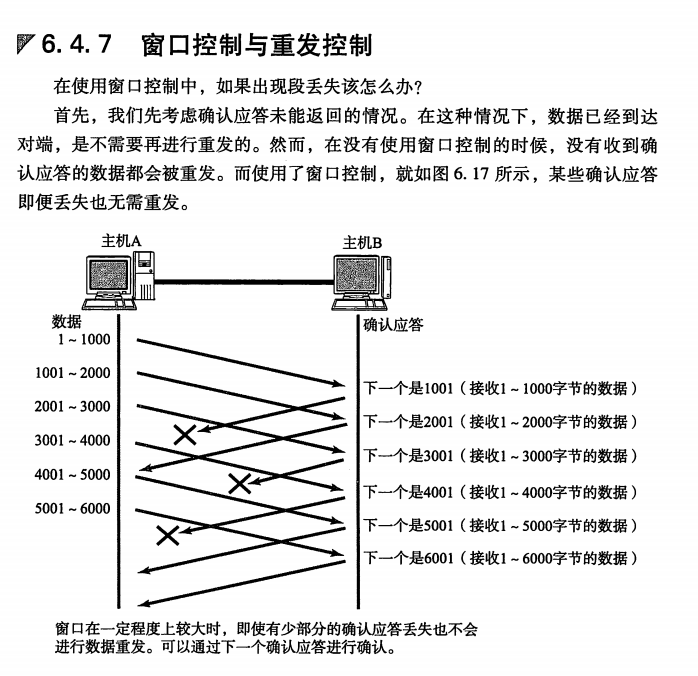 6.4.7 窗口控制与重发控制
在使用窗口控制中，如果出现段丢失该怎么办？
首先，我们先考虑确认应答未能返回的情况。在这种情况下，数据已经到达
对端，是不需要再进行重发的。然而，在没有使用窗口控制的时候，没有收到确
认应答的数据都会被重发。而使用了窗口控制，就如图 6.17 所示，某些确认应答
即便丢失也无需重发。
主机A
主机B
数据
确认应答
1～1000
1001～2000
下一个是1001（接收1～1000字节的数据）
2001～3000
下一个是2001（接收1～2000字节的数据）
3001～4000
下一个是3001（接收1～3000字节的数据）
4001～5000
下一个是4001（接收1～4000字节的数据）
5001～6000
下一个是5001（接收1～5000字节的数据）
下一个是6001（接收1～6000字节的数据）
窗口在一定程度上较大时，即使有少部分的确认应答丢失也不会
进行数据重发。可以通过下一个确认应答进行确认。